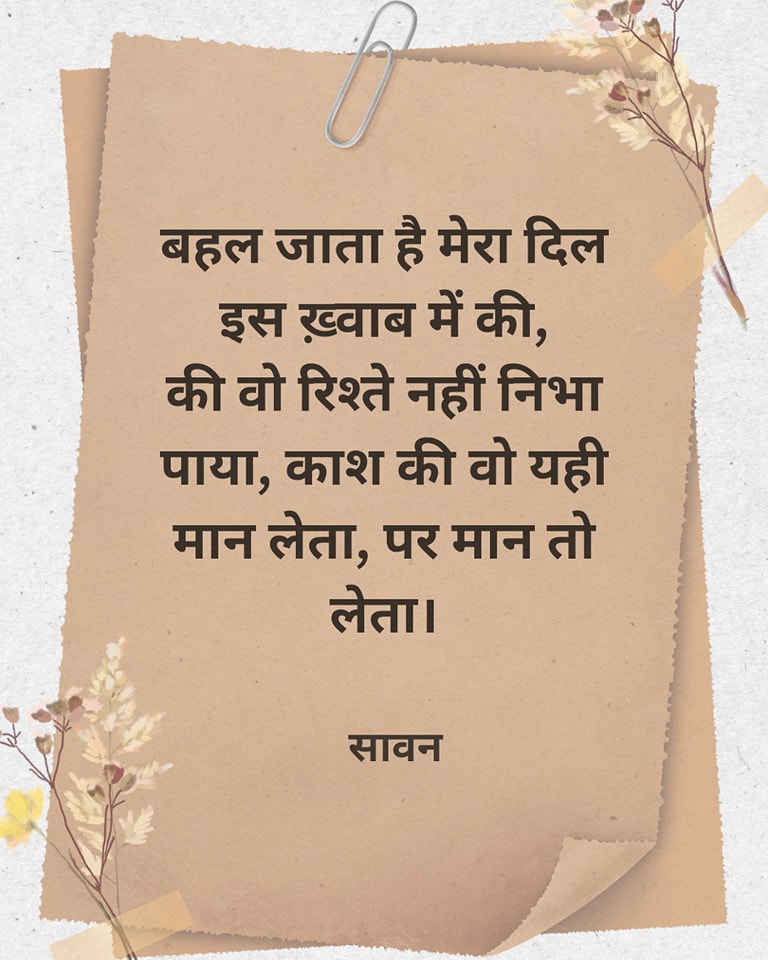 बहल जाता है मेरा दिल
इस ख़्वाब में की,
की वो रिश्ते नहीं निभा
पाया, काश की वो यही
मान लेता, पर मान तो
लेता।
सावन